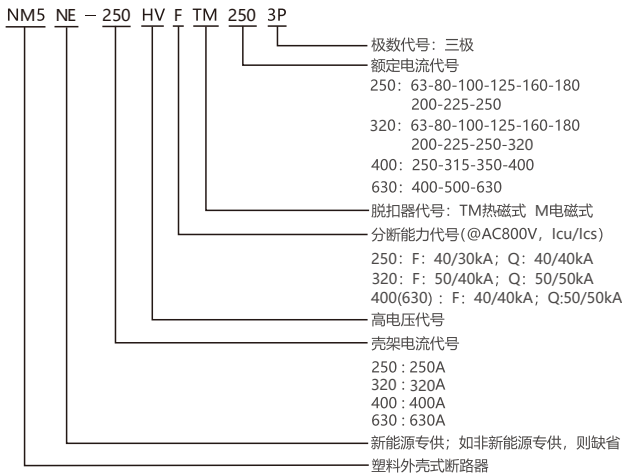 NM5 NE-250 HV F TM 250 3P
极数代号：三极
额定电流代号
250：63-80-100-125-160-180
200-225-250
320：63-80-100-125-160-180
200-225-250-320
400：250-315-350-400
630：400-500-630
脱扣器代号：TM热磁式 M电磁式
分断能力代号(@AC800V，Icu/Ics)
250：F：40/30kA；Q：40/40kA
320：F：50/40kA；Q：50/50kA
400(630)：F：40/40kA；Q:50/50kA
高电压代号
壳架电流代号
250：250A
320：320A
400：400A
630：630A
新能源专供；如非新能源专供，则缺省
塑料外壳式断路器